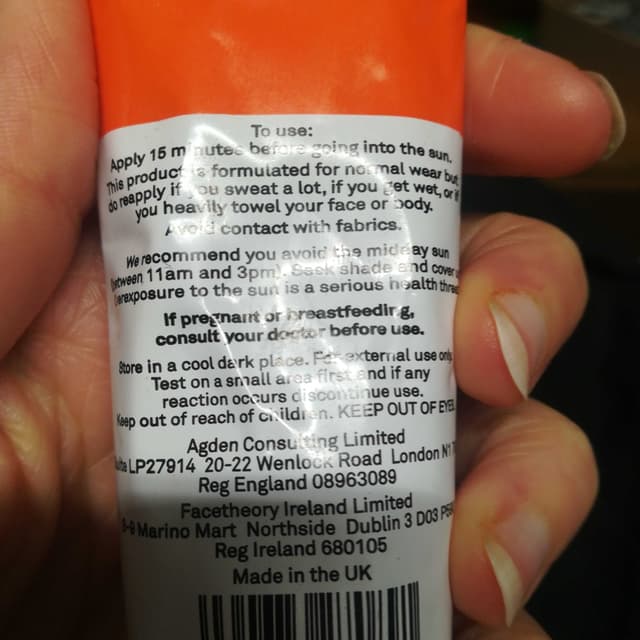 To use:
Apply 15 minutes before going into the sun.
This product is formulated for normal wear but
do reapply if you sweat a lot, if you get wet, or if
you heavily towel your face or body.
Avoid contact with fabrics.
We recommend you avoid the midday sun
between 11am and 3pm). Seek shade and cover
erexposure to the sun is a serious health threa
If pregnant or breastfeeding,
consult your doctor before use.
Store in a cool dark place. For external use only
Test on a small area first and if any
reaction occurs discontinue use.
Keep out of reach of children. KEEP OUT OF EYES
Agden Consulting Limited
LP27914 20-22 Wenlock Road London N1
Reg England 08963089
Facetheory Ireland Limited
8-9 Marino Mart Northside Dublin 3 D03
Reg Ireland 680105
Made in the UK